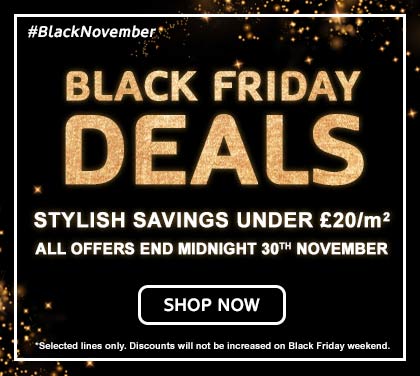 #BlackNovember
BLACK FRIDAY
DEALS
STYLISH SAVINGS UNDER £20/m²
ALL OFFERS END MIDNIGHT 30TH NOVEMBER
SHOP NOW
*Selected lines only. Discounts will not be increased on Black Friday weekend.